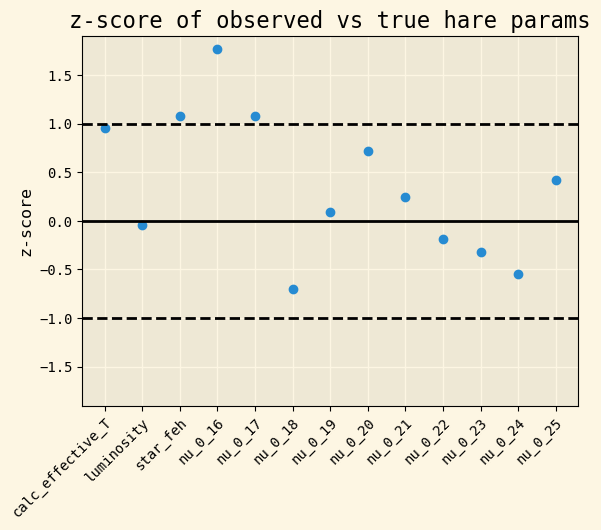 z-score of observed vs true hare params
z-score
1.5
1.0
0.5
0.0
−0.5
−1.0
−1.5
calc_effective_T
luminosity
star_feh
nu_0_16
nu_0_17
nu_0_18
nu_0_19
nu_0_20
nu_0_21
nu_0_22
nu_0_23
nu_0_24
nu_0_25